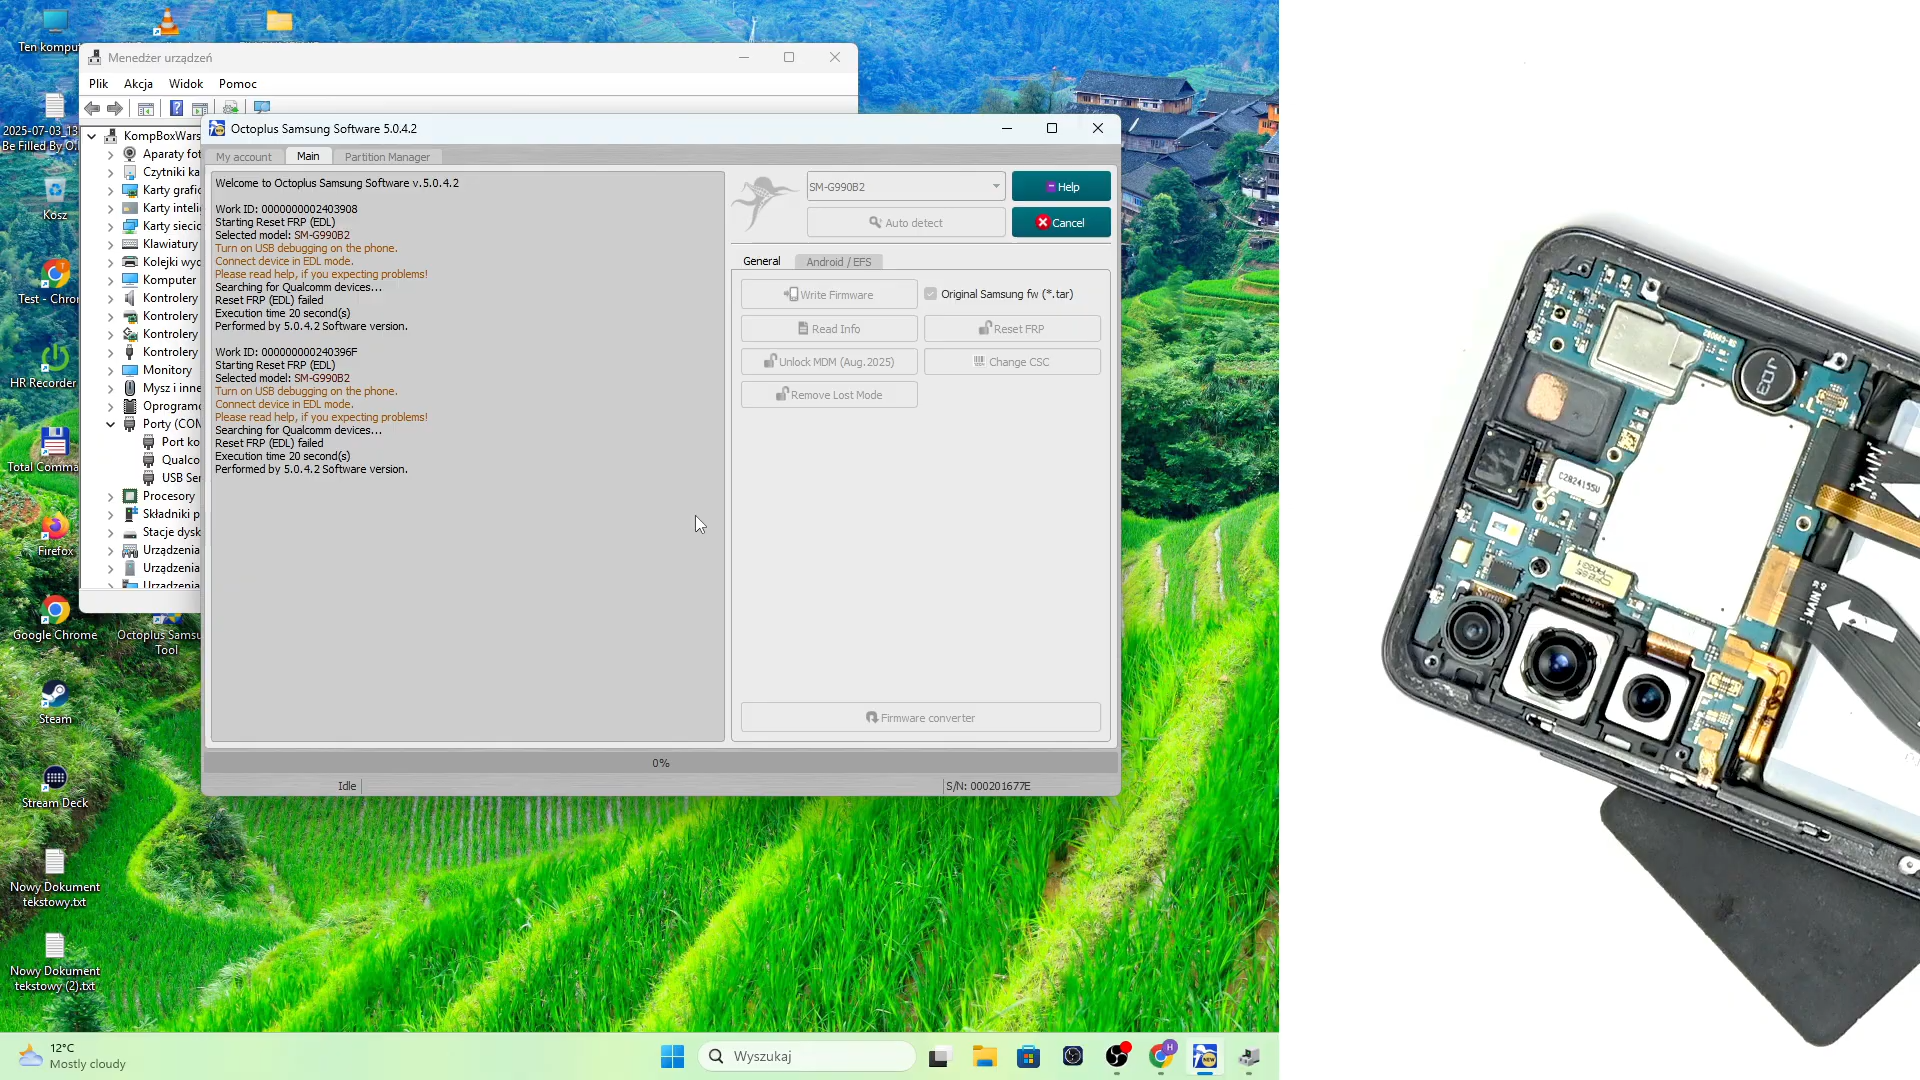 Ten kompu
2025-07-03_13
Be Filled By O.
Kosz
Test - Chro
HR Recorder
Total Comma
Firefox
Google Chrome
Octoplus Samsu
Tool
Steam
Stream Deck
Nowy Dokument
tekstowy.txt
Nowy Dokument
tekstowy (2).txt
Menedżer urządzeń
Plik Akcja Widok Pomoc
KompBoxWars
Aparaty fot
Czytniki ka
Karty grafic
Karty inteli
Karty siecio
Klawiatury
Kolejki wyd
Komputer
Kontrolery
Kontrolery
Kontrolery
Kontrolery
Monitory
Mysz i inne
Oprogramo
Porty (CON
Port ko
Qualco
USB Ser
Procesory
Składniki p
Stacje dysk
Urządzenia
Urządzenia
Urządzenia
Octoplus Samsung Software 5.0.4.2
My account Main Partition Manager
Welcome to Octoplus Samsung Software v.5.0.4.2
Work ID: 0000000002403908
Starting Reset FRP (EDL)
Selected model: SM-G990B2
Turn on USB debugging on the phone.
Connect device in EDL mode.
Please read help, if you expecting problems!
Searching for Qualcomm devices...
Reset FRP (EDL) failed
Execution time 20 second(s)
Performed by 5.0.4.2 Software version.
Work ID: 000000000240396F
Starting Reset FRP (EDL)
Selected model: SM-G990B2
Turn on USB debugging on the phone.
Connect device in EDL mode.
Please read help, if you expecting problems!
Searching for Qualcomm devices...
Reset FRP (EDL) failed
Execution time 20 second(s)
Performed by 5.0.4.2 Software version.
SM-G990B2 Help
Auto detect Cancel
General Android / EFS
Write Firmware Original Samsung fw (*.tar)
Read Info Reset FRP
Unlock MDM (Aug.2025) Change CSC
Remove Lost Mode
Firmware converter
0%
Idle S/N: 000201677E
12°C
Mostly cloudy
Wyszukaj
NEW
H
MAIN
MAIN
C282415SU